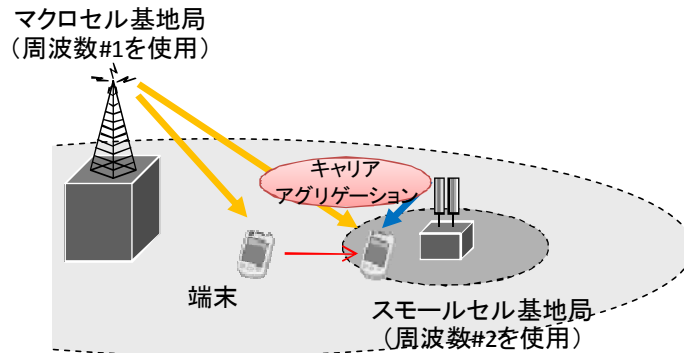 マクロセル基地局
（周波数#1を使用）
キャリア
アグリゲーション
端末
スモールセル基地局
（周波数#2を使用）